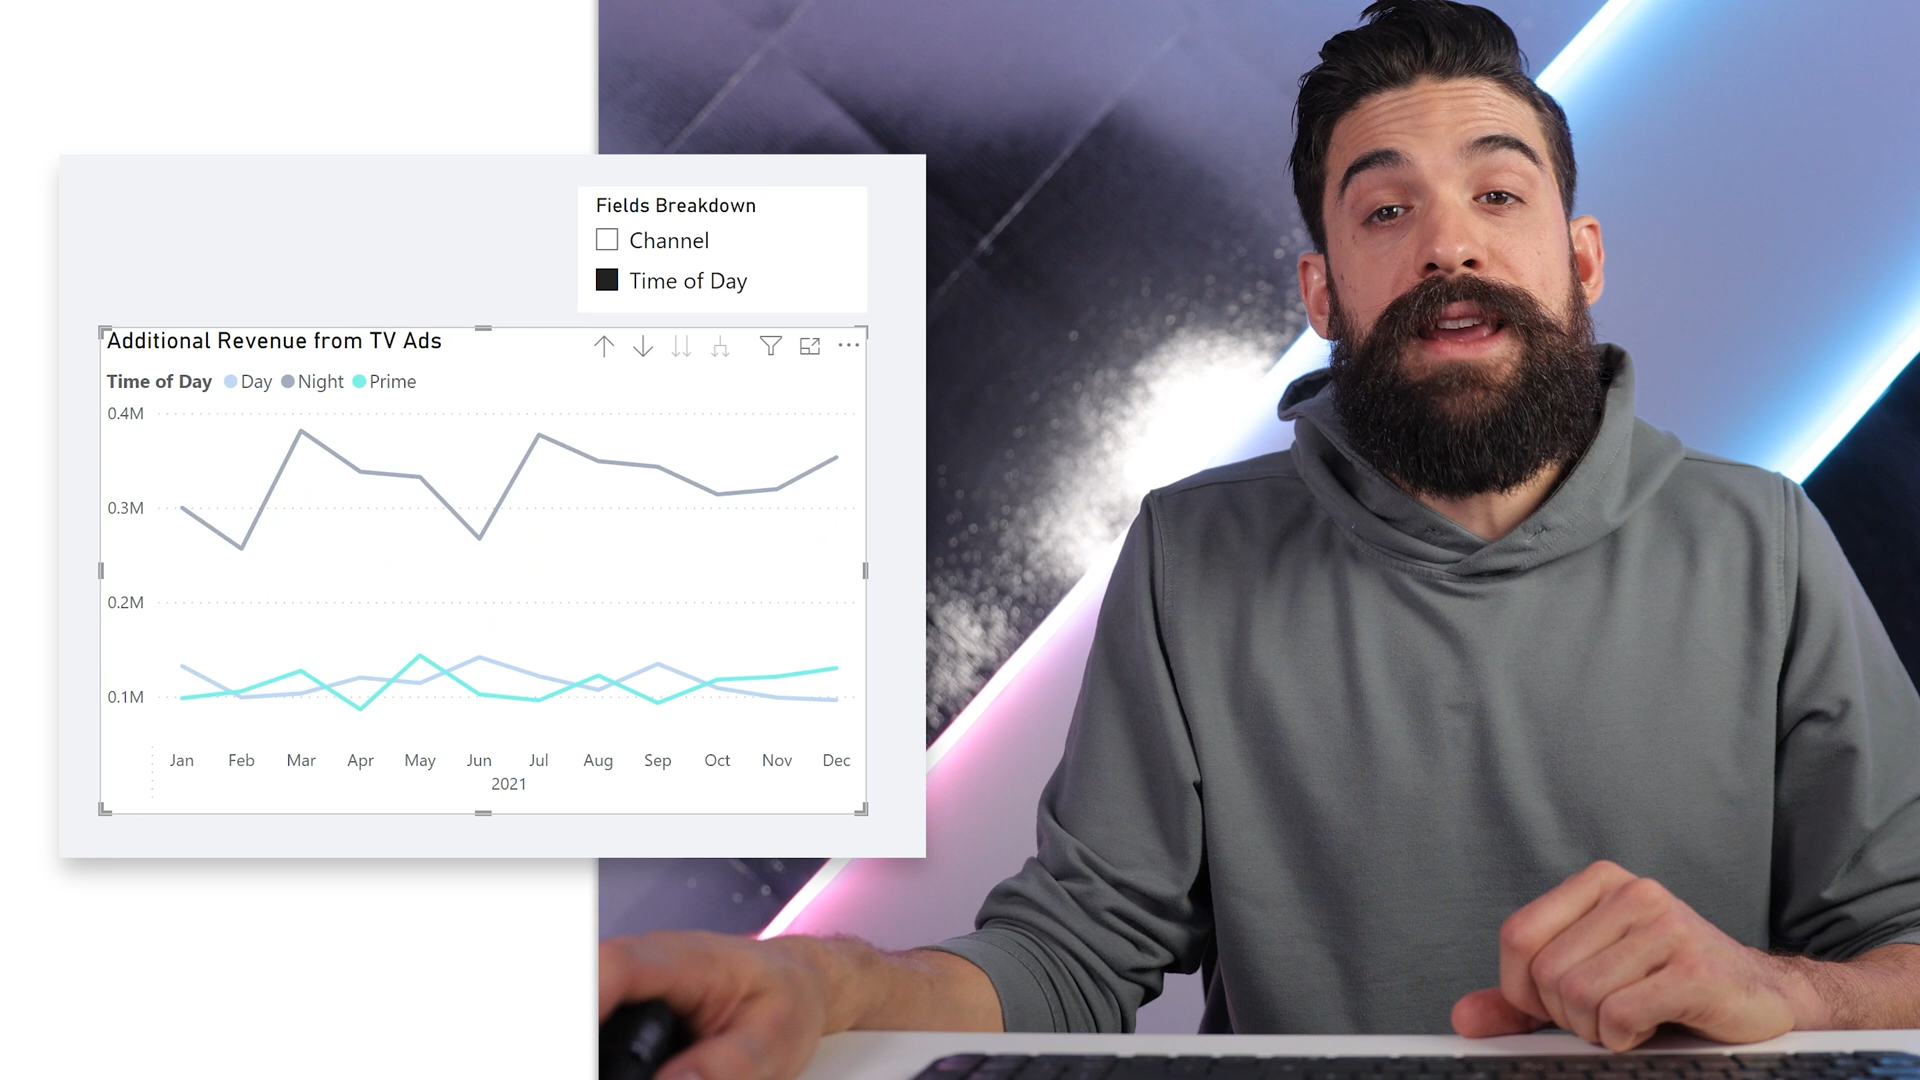 Fields Breakdown
Channel
Time of Day
Additional Revenue from TV Ads
Time of Day Day Night Prime
0.4M
0.3M
0.2M
0.1M
Jan Feb Mar Apr May Jun Jul Aug Sep Oct Nov Dec
2021